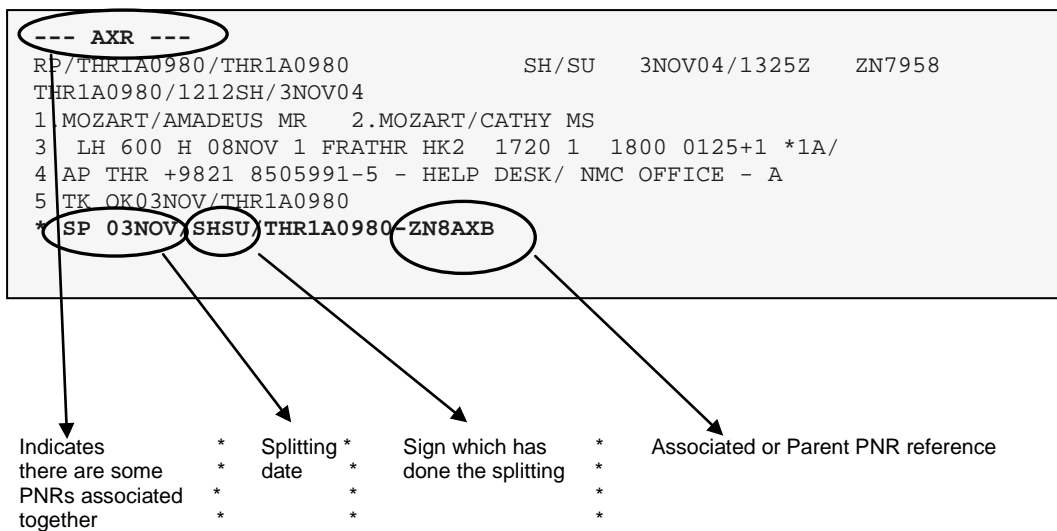 --- AXR ---
RP/THR1A0980/THR1A0980 SH/SU 3NOV04/1325Z ZN7958
THR1A0980/1212SH/3NOV04
1.MOZART/AMADEUS MR 2.MOZART/CATHY MS
3 LH 600 H 08NOV 1 FRATHR HK2 1720 1 1800 0125+1 *1A/
4 AP THR +9821 8505991-5 - HELP DESK/ NMC OFFICE - A
5 TK OK03NOV/THR1A0980
* SP 03NOV/SHSU/THR1A0980-ZN8AXB
Indicates * Splitting * Sign which has * Associated or Parent PNR reference
there are some * date * done the splitting *
PNRs associated * * *
together * * *